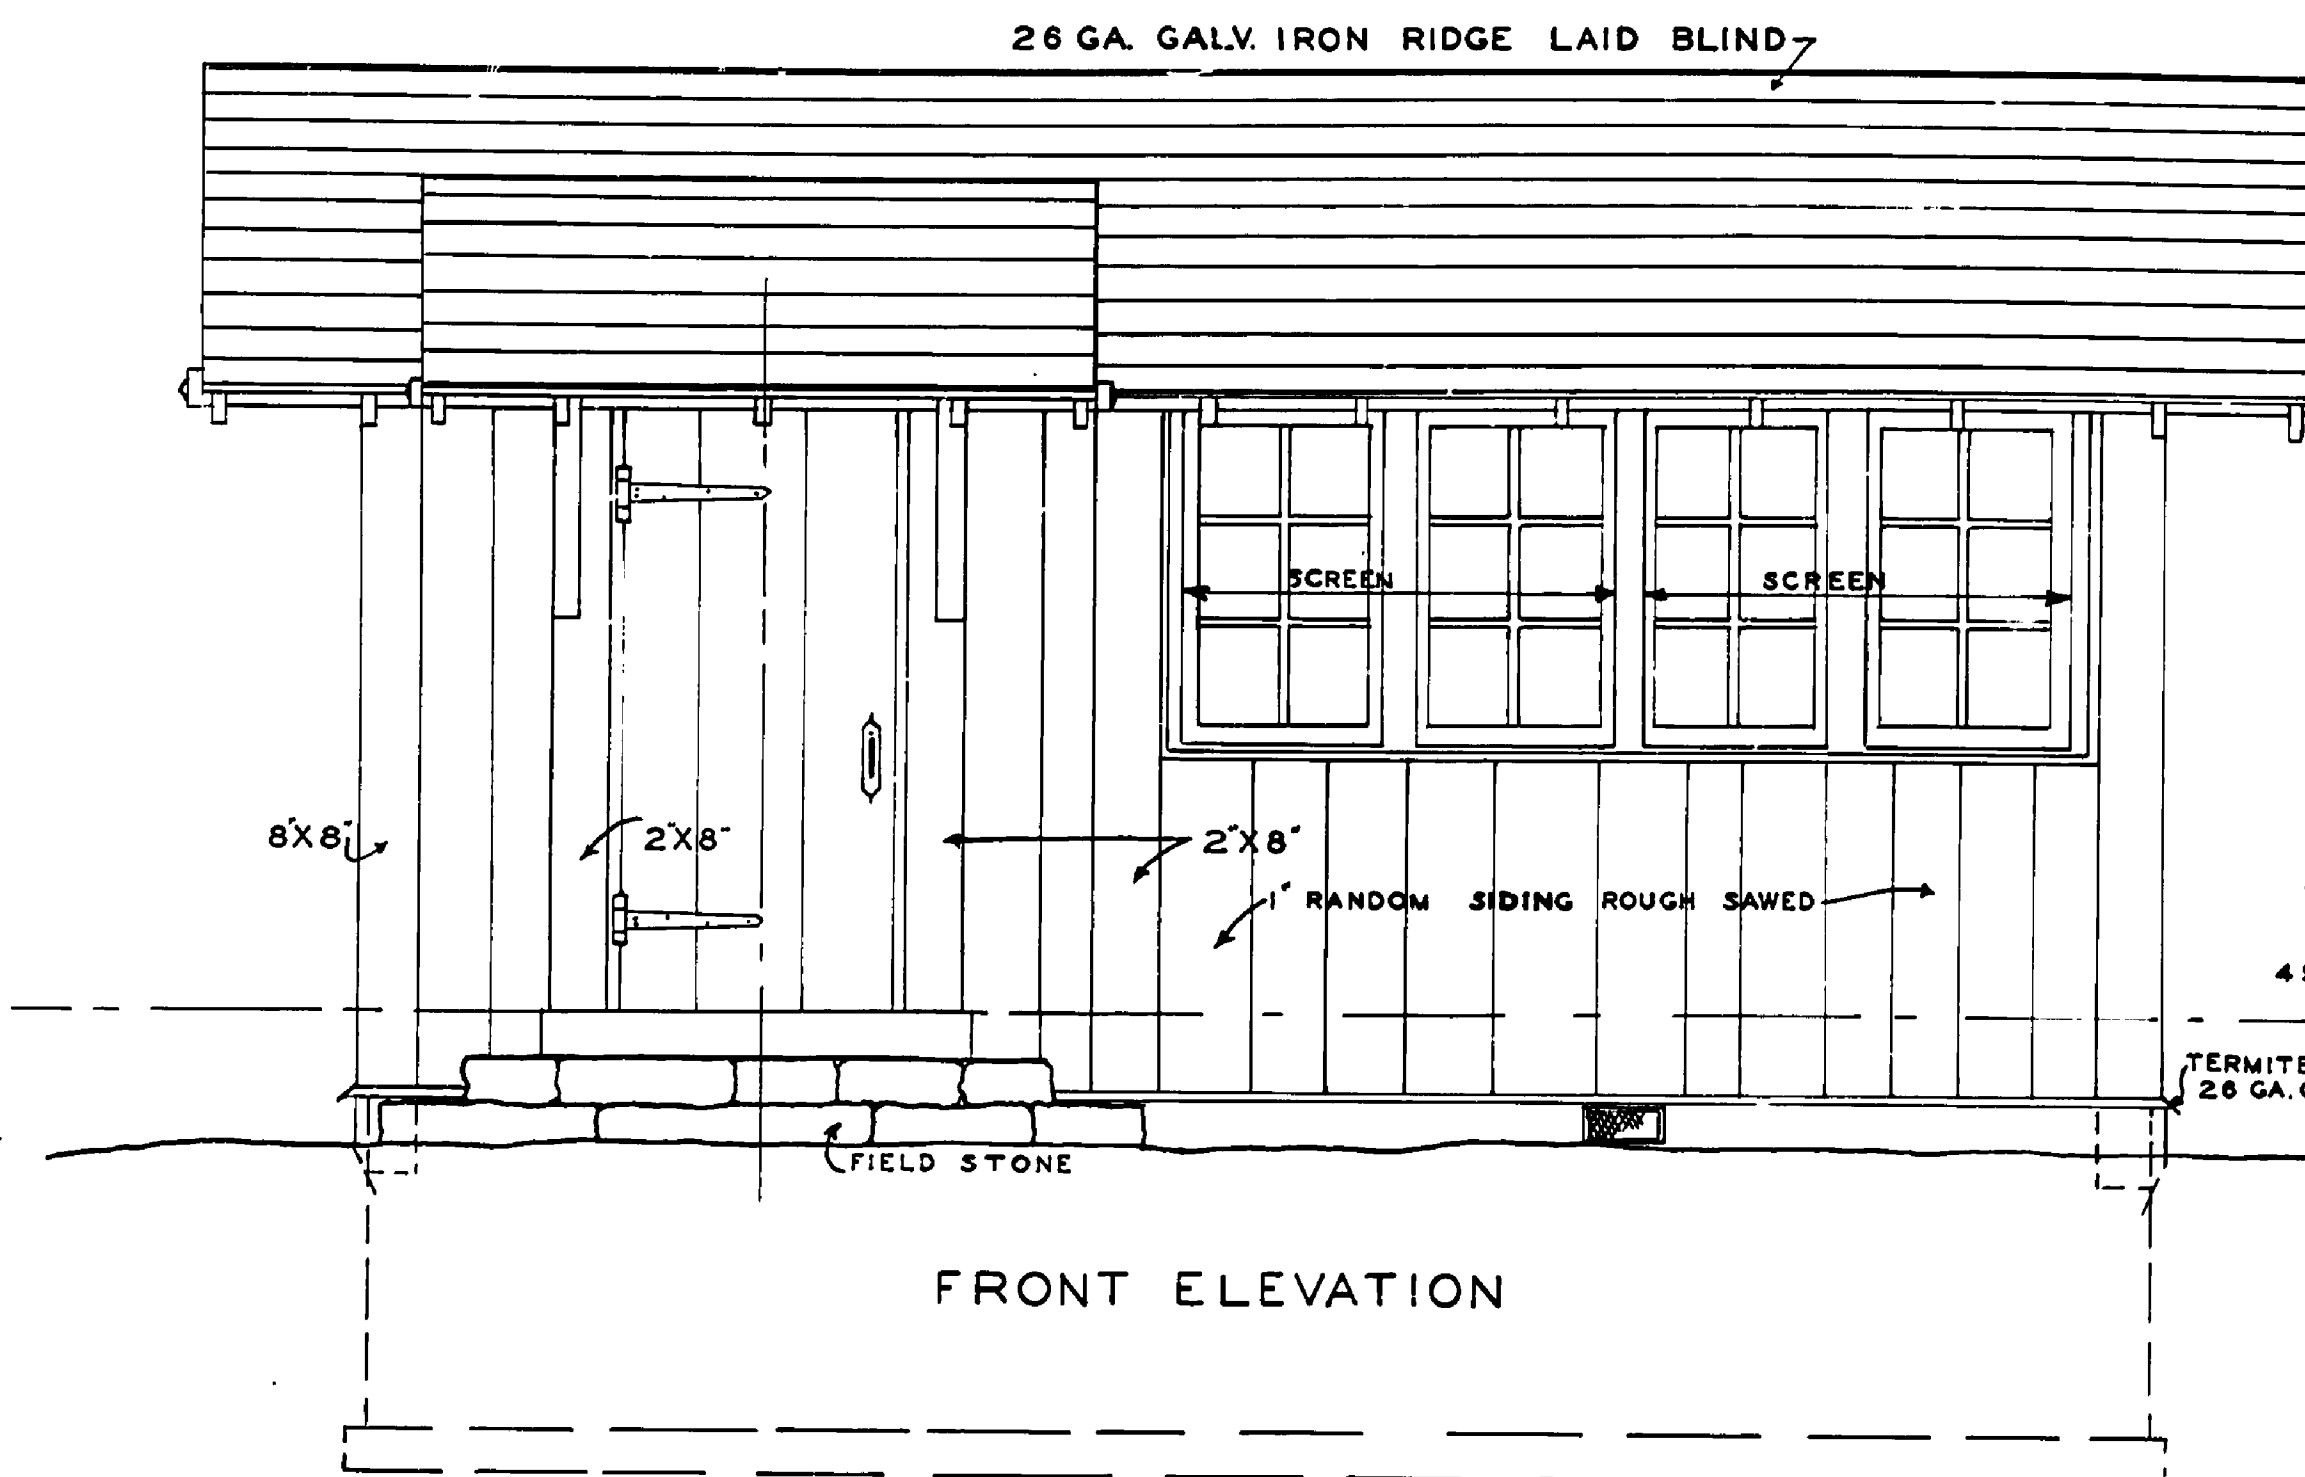 26 GA. GALV. IRON RIDGE LAID BLIND
SCREEN SCREEN
8"X8" 2"X8" 2"X8"
1" RANDOM SIDING ROUGH SAWED
4
TERMITE
26 GA.
FIELD STONE
FRONT ELEVATION